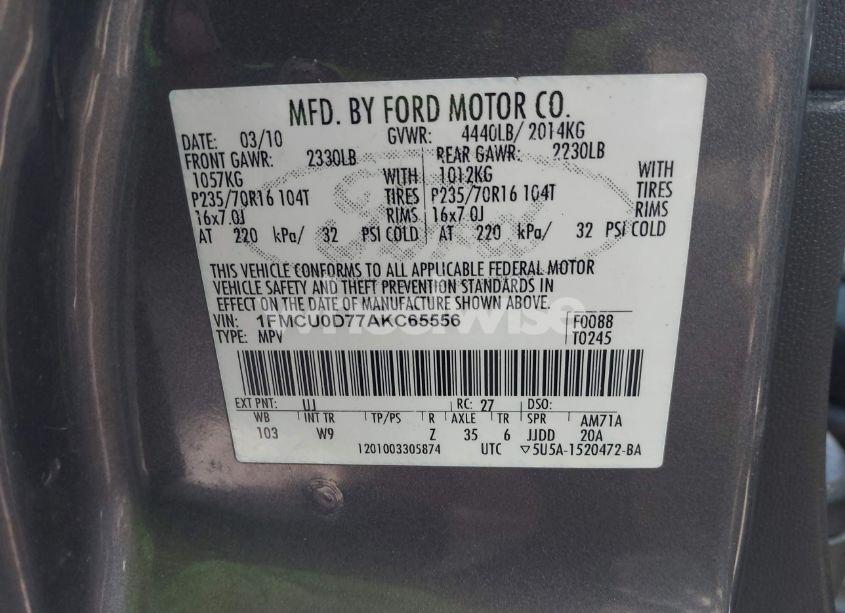 MFD. BY FORD MOTOR CO.
DATE: 03/10 GVWR: 4440LB/ 2014KG
FRONT GAWR: 2330LB REAR GAWR: 2230LB
1057KG WITH 1012KG WITH
P235/70R16 104T TIRES P235/70R16 104T TIRES
16x7.0J RIMS 16x7.0J RIMS
AT 220 kPa/ 32 PSI COLD AT 220 kPa/ 32 PSI COLD
THIS VEHICLE CONFORMS TO ALL APPLICABLE FEDERAL MOTOR
VEHICLE SAFETY AND THEFT PREVENTION STANDARDS IN
EFFECT ON THE DATE OF MANUFACTURE SHOWN ABOVE.
VIN: 1FMCU0D77AKC65556 F0088
TYPE: MPV T0245
EXT PNT: UJ RC: 27 DSO:
WB INT TR TP/PS R AXLE TR SPR AM71A
103 W9 Z 35 6 JJDD 20A
1201003305874 UTC ▽5U5A-1520472-BA